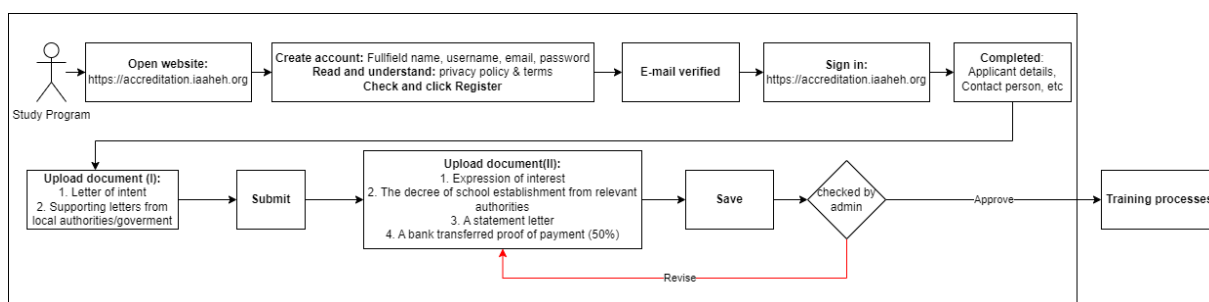 Study Program
Open website:
https://accreditation.iaaheh.org
Create account: Fullfield name, username, email, password
Read and understand: privacy policy & terms
Check and click Register
E-mail verified
Sign in:
https://accreditation.iaaheh.org
Completed:
Applicant details,
Contact person, etc
Upload document (I):
1. Letter of intent
2. Supporting letters from
local authorities/goverment
Submit
Upload document(II):
1. Expression of interest
2. The decree of school establishment from relevant
authorities
3. A statement letter
4. A bank transferred proof of payment (50%)
Save
checked by
admin
Approve
Training processes
Revise